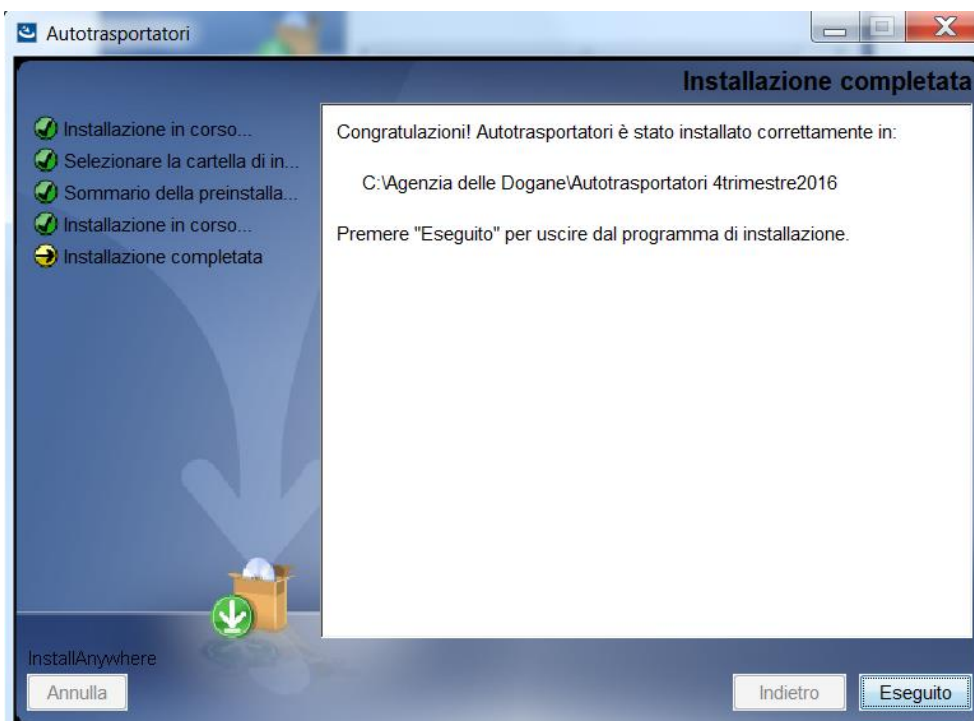 Autotrasportatori
Installazione completata
Installazione in corso...
Selezionare la cartella di in...
Sommario della preinstalla...
Installazione in corso...
Installazione completata
Congratulazioni! Autotrasportatori è stato installato correttamente in:
C:\Agenzia delle Dogane\Autotrasportatori 4trimestre2016
Premere "Eseguito" per uscire dal programma di installazione.
InstallAnywhere
Annulla
Indietro
Eseguito